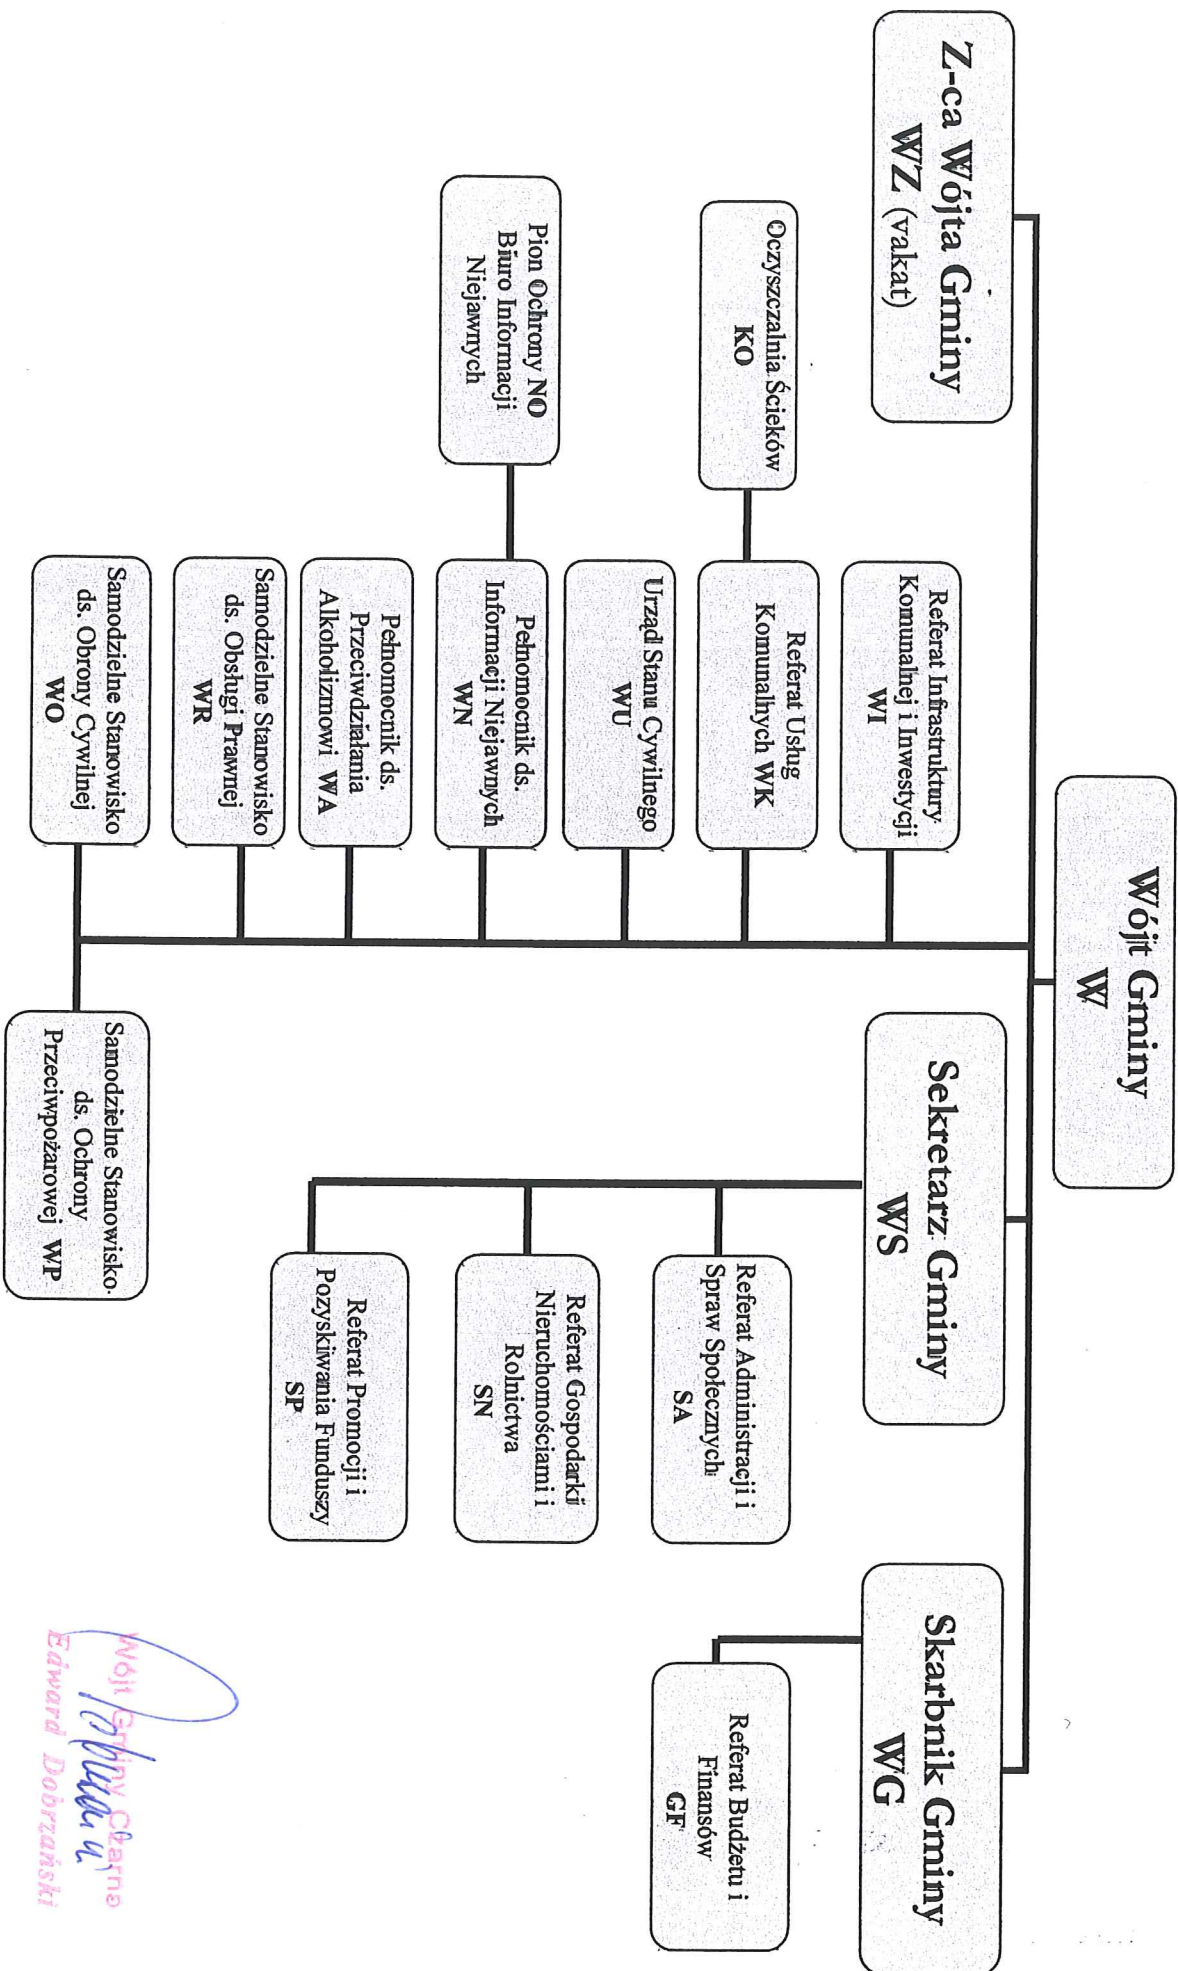 Wójt Gminy
W
Z-ca Wójta Gminy
WZ (vakat)
Sekretarz Gminy
WS
Skarbnik Gminy
WG
Referat Infrastruktury
Komunalnej i Inwestycji
WI
Oczyszczalnia Ścieków
KO
Referat Usług
Komunalnych WK
Urząd Stanu Cywilnego
WU
Pion Ochrony NO
Biuro Informacji
Niejawnych
Pełnomocnik ds.
Informacji Niejawnych
WN
Pełnomocnik ds.
Przeciwdziałania
Alkoholizmowi WA
Samodzielne Stanowisko
ds. Obsługi Prawnej
WR
Samodzielne Stanowisko
ds. Obrony Cywilnej
WO
Samodzielne Stanowisko
ds. Ochrony
Przeciwpożarowej WP
Referat Administracji i
Spraw Społecznych
SA
Referat Gospodarki
Nieruchomościami i
Rolnictwa
SN
Referat Promocji i
Pozyskiwania Funduszy
SP
Referat Budżetu i
Finansów
GF
Wójt Gminy Czarna
Edward Dobrzański